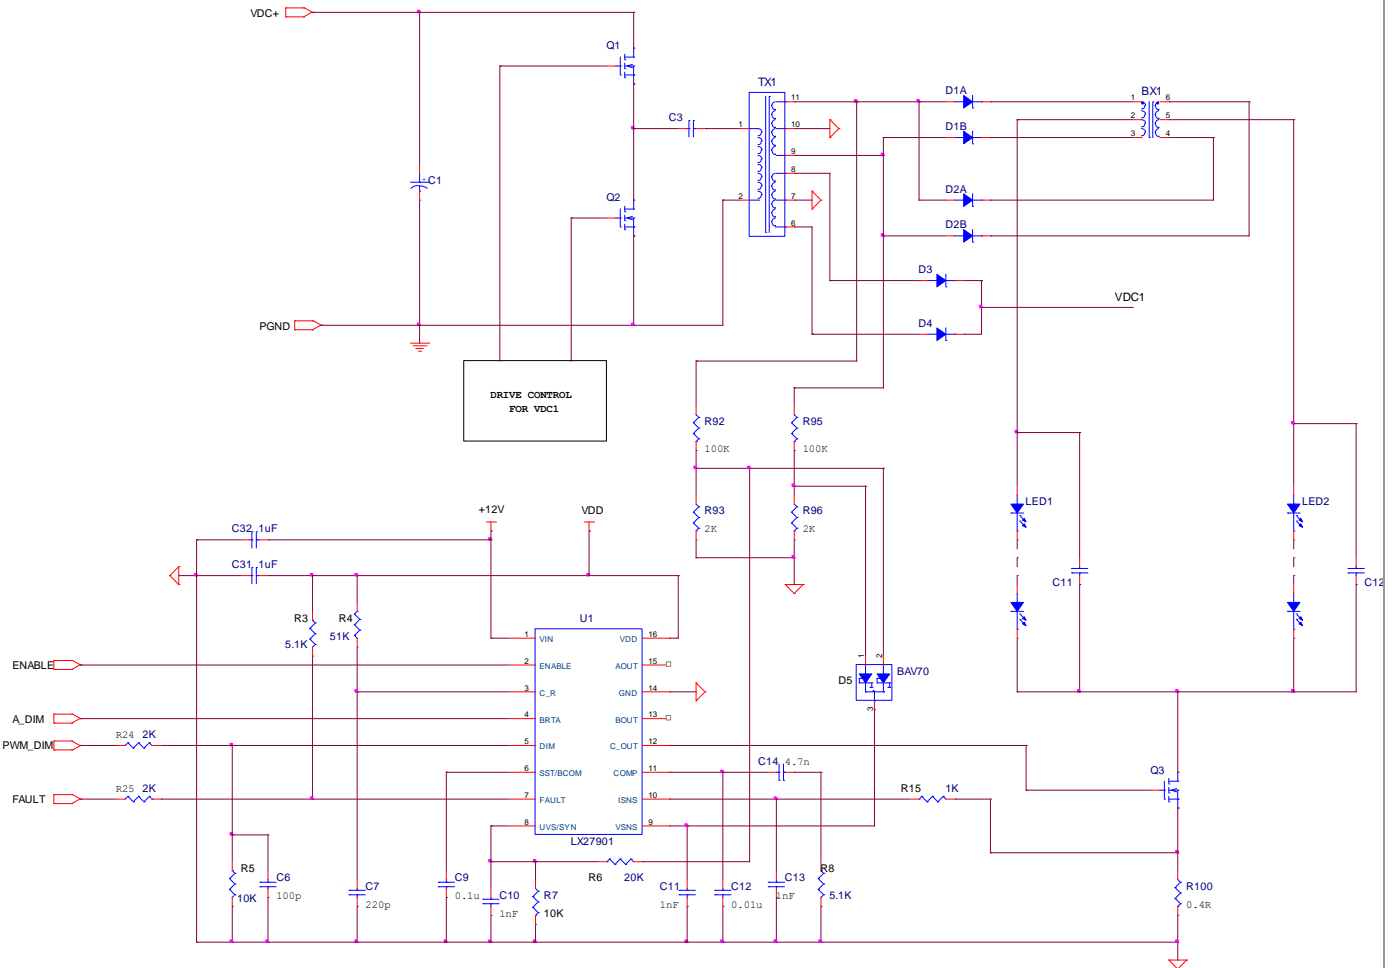 VDC+
Q1
TX1
D1A
BX1
11
1
6
C3
1
10
2
5
D1B
9
3
4
C1
8
D2A
Q2
2
7
D2B
6
D3
VDC1
PGND
D4
DRIVE CONTROL
FOR VDC1
R92
100K
R95
100K
LED1
LED2
+12V
VDD
R93
2K
R96
2K
C32 1uF
C31 1uF
C11
C12
R3
5.1K
R4
51K
U1
1 VIN
VDD 16
ENABLE
2 ENABLE
AOUT 15
1
2
D5
BAV70
1
1
3
3 C_R
GND 14
A_DIM
4 BRTA
BOUT 13
PWM_DIM
R24 2K
5 DIM
C_OUT 12
6 SST/BCOM
COMP 11
C14 4.7n
Q3
FAULT
R25 2K
7 FAULT
ISNS 10
R15 1K
8 UVS/SYN
VSNS 9
LX27901
R5
10K
C6
100p
C7
220p
C9
0.1u
C10
1nF
R7
10K
R6 20K
C11
1nF
C12
0.01u
C13
1nF
R8
5.1K
R100
0.4R